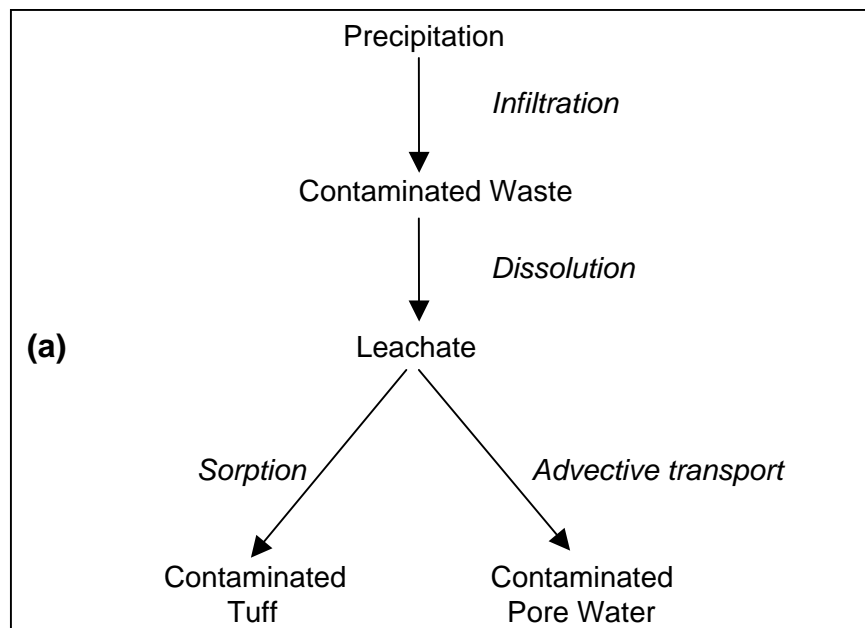 Precipitation
Infiltration
Contaminated Waste
Dissolution
(a)
Leachate
Sorption
Advective transport
Contaminated
Tuff
Contaminated
Pore Water